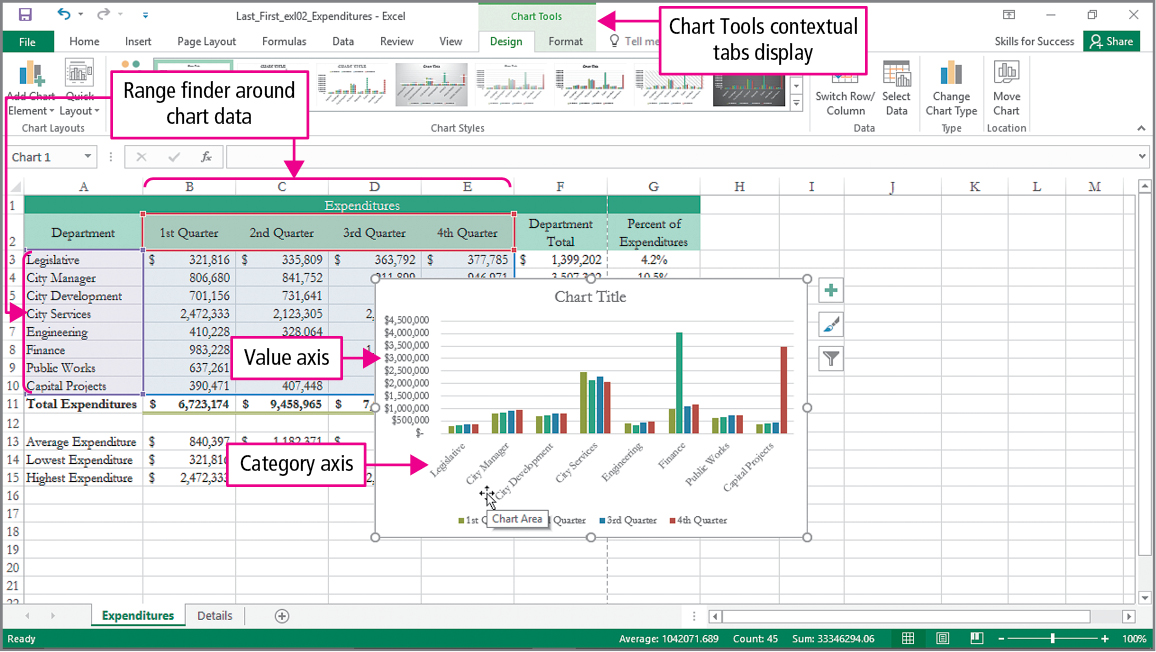 Last_First_exl02_Expenditures - Excel
Chart Tools
File Home Insert Page Layout Formulas Data Review View Design Format Tell me Skills for Success Share
Chart Tools contextual
tabs display
Add Chart
Element
Quick
Layout
Chart Layouts
Range finder around
chart data
Chart Styles
Switch Row/
Column
Select
Data
Data
Change
Chart Type
Type
Move
Chart
Location
Chart 1 fx
A B C D E F G H I J K L M
1 Expenditures
2 Department 1st Quarter 2nd Quarter 3rd Quarter 4th Quarter Department Total Percent of Expenditures
3 Legislative $ 321,816 $ 335,809 $ 363,792 $ 377,785 $ 1,399,202 4.2%
4 City Manager 806,680 841,752
5 City Development 701,156 731,641
City Services 2,472,333 2,123,305 2,
7 Engineering 410,228 328,064
8 Finance 983,228 1
9 Public Works 637,261
10 Capital Projects 390,471 407,448
11 Total Expenditures $ 6,723,174 $ 9,458,965 $ 7,
12
13 Average Expenditure $ 840,397 1,182,371
14 Lowest Expenditure $ 321,816
15 Highest Expenditure $ 2,472,333 2,
16
17
18
19
20
21
Chart Title
$4,500,000
$4,000,000
$3,500,000
$3,000,000
$2,500,000
$2,000,000
$1,500,000
$1,000,000
$500,000
$-
Value axis
Category axis
Legislative
City Manager
City Development
City Services
Engineering
Finance
Public Works
Capital Projects
1st Q Quarter 3rd Quarter 4th Quarter
Chart Area
Expenditures Details
Ready Average: 1042071.689 Count: 45 Sum: 33346294.06 100%